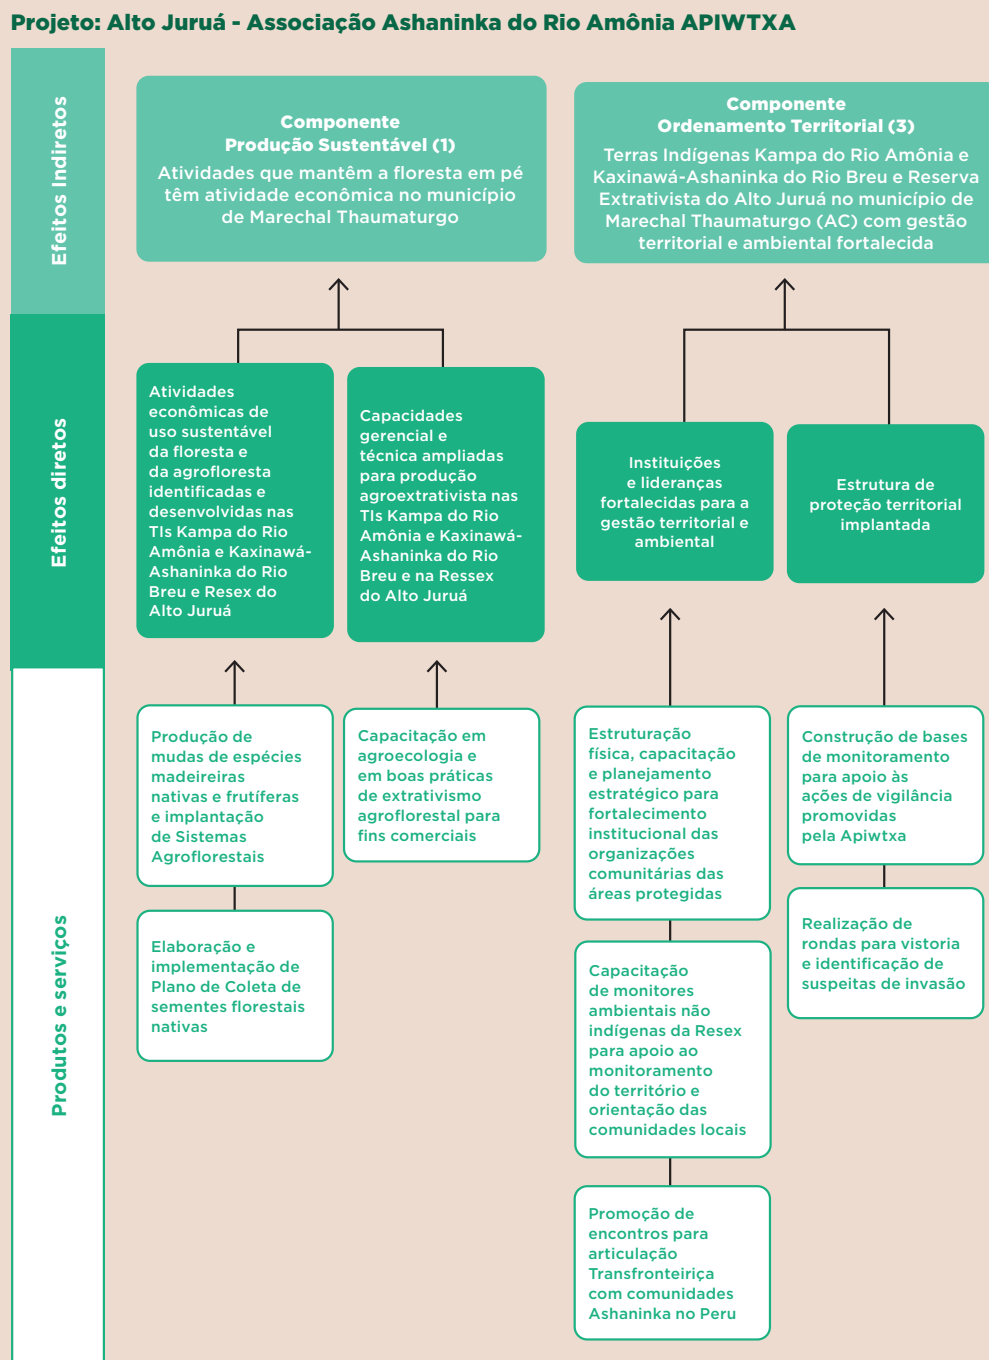 Projeto: Alto Juruá - Associação Ashaninka do Rio Amônia APIWTXA
Efeitos Indiretos
Componente
Produção Sustentável (1)
Atividades que mantêm a floresta em pé
têm atividade econômica no município
de Marechal Thaumaturgo
Componente
Ordenamento Territorial (3)
Terras Indígenas Kampa do Rio Amônia e
Kaxinawá-Ashaninka do Rio Breu e Reserva
Extrativista do Alto Juruá no município de
Marechal Thaumaturgo (AC) com gestão
territorial e ambiental fortalecida
Efeitos diretos
Atividades
econômicas de
uso sustentável
da floresta e
da agrofloresta
identificadas e
desenvolvidas nas
TIs Kampa do Rio
Amônia e Kaxinawá-
Ashaninka do Rio
Breu e Resex do
Alto Juruá
Capacidades
gerencial e
técnica ampliadas
para produção
agroextrativista nas
TIs Kampa do Rio
Amônia e Kaxinawá-
Ashaninka do Rio
Breu e na Ressex
do Alto Juruá
Instituições
e lideranças
fortalecidas para a
gestão territorial e
ambiental
Estrutura de
proteção territorial
implantada
Produtos e serviços
Produção de
mudas de espécies
madeireiras
nativas e frutíferas
e implantação
de Sistemas
Agroflorestais
Elaboração e
implementação de
Plano de Coleta de
sementes florestais
nativas
Capacitação em
agroecologia e
em boas práticas
de extrativismo
agroflorestal para
fins comerciais
Estruturação
física, capacitação
e planejamento
estratégico para
fortalecimento
institucional das
organizações
comunitárias das
áreas protegidas
Capacitação
de monitores
ambientais não
indígenas da Resex
para apoio ao
monitoramento
do território e
orientação das
comunidades locais
Promoção de
encontros para
articulação
Transfronteiriça
com comunidades
Ashaninka no Peru
Construção de bases
de monitoramento
para apoio às
ações de vigilância
promovidas
pela Apiwtxa
Realização de
rondas para vistoria
e identificação de
suspeitas de invasão